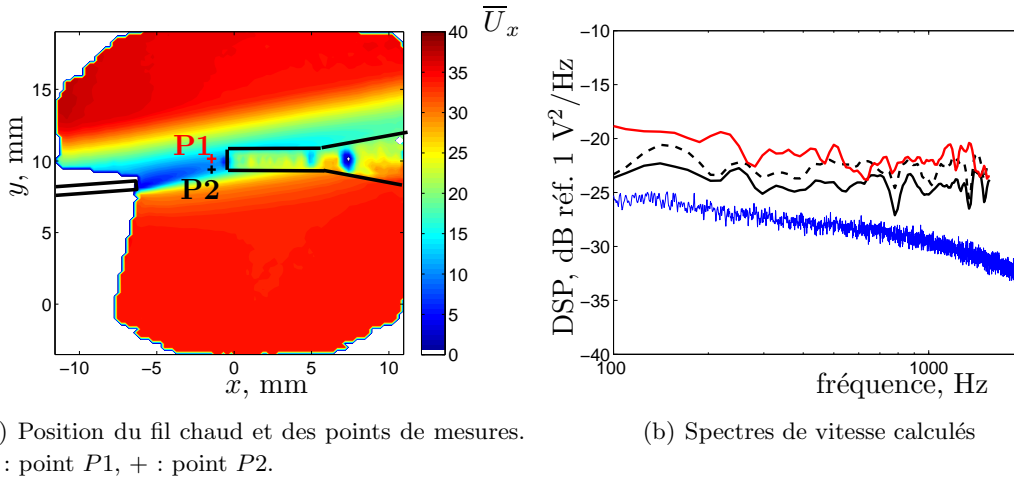 U̅x
40
35
30
25
20
15
10
5
0
15
10
5
0
y, mm
−10 −5 0 5 10
x, mm
P1
P2
−10
−15
−20
−25
−30
−35
−40
DSP, dB réf. 1 V²/Hz
100 1000
fréquence, Hz
) Position du fil chaud et des points de mesures.
: point P1, + : point P2.
(b) Spectres de vitesse calculés